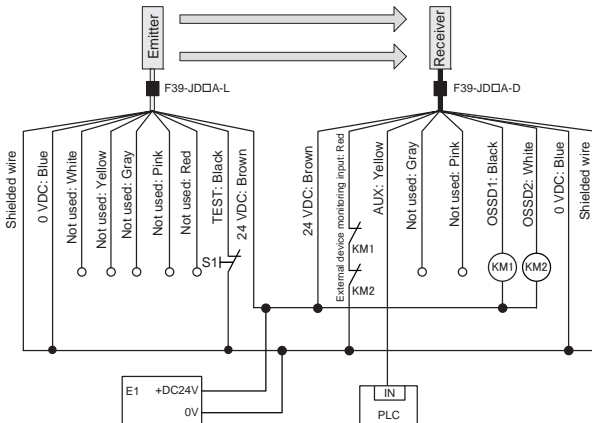 Emitter
Receiver
F39-JD□A-L
F39-JD□A-D
Shielded wire
0 VDC: Blue
Not used: White
Not used: Yellow
Not used: Gray
Not used: Pink
Not used: Red
TEST: Black
24 VDC: Brown
24 VDC: Brown
External device monitoring input: Red
AUX: Yellow
Not used: Gray
Not used: Pink
OSSD1: Black
OSSD2: White
0 VDC: Blue
Shielded wire
S1
KM1
KM2
KM1
KM2
E1
+DC24V
0V
IN
PLC